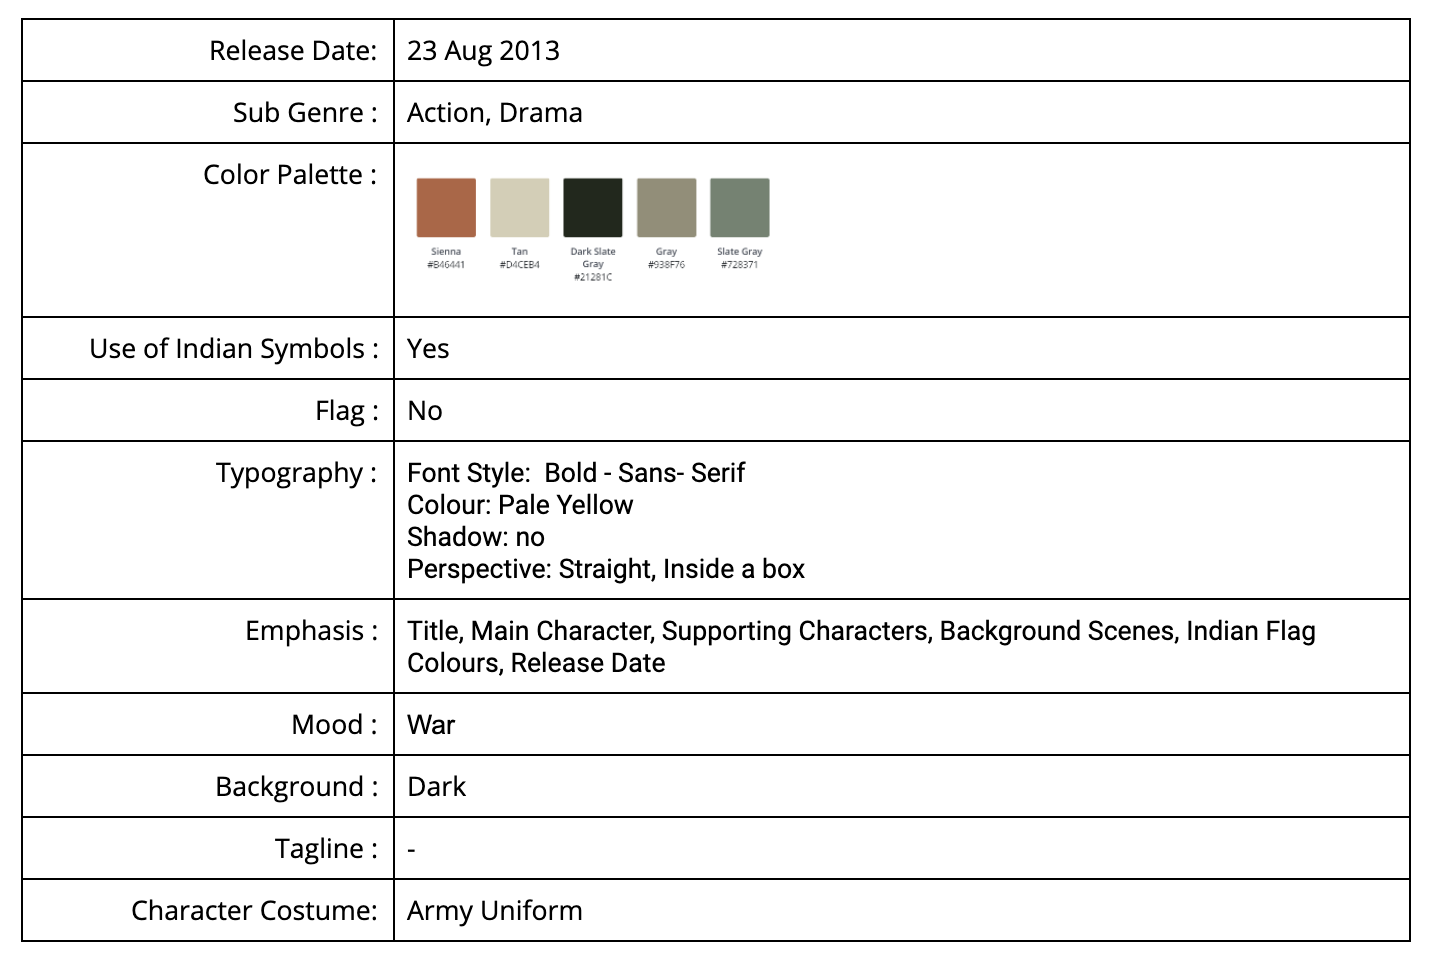 Release Date: 23 Aug 2013
Sub Genre : Action, Drama
Color Palette :
Sienna
#B46441
Tan
#D4CEB4
Dark Slate
Gray
#21281C
Gray
#938F76
Slate Gray
#728371
Use of Indian Symbols : Yes
Flag : No
Typography : Font Style:  Bold - Sans- Serif
Colour: Pale Yellow
Shadow: no
Perspective: Straight, Inside a box
Emphasis : Title, Main Character, Supporting Characters, Background Scenes, Indian Flag
Colours, Release Date
Mood : War
Background : Dark
Tagline : -
Character Costume: Army Uniform